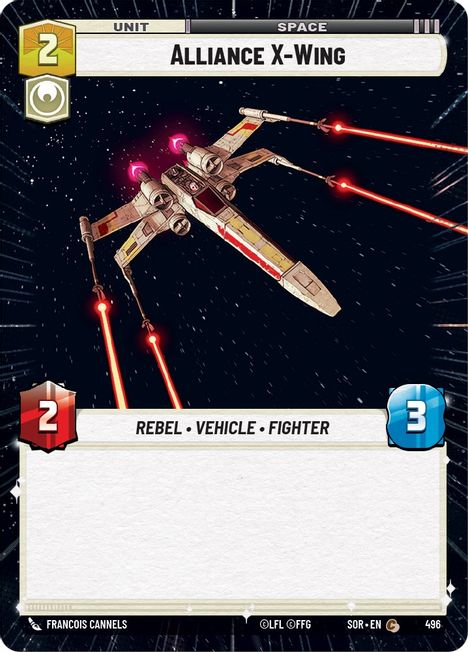 UNIT SPACE
2 ALLIANCE X-WING
2 REBEL • VEHICLE • FIGHTER 3
FRANCOIS CANNELS ©LFL ©FFG SOR • EN C 496